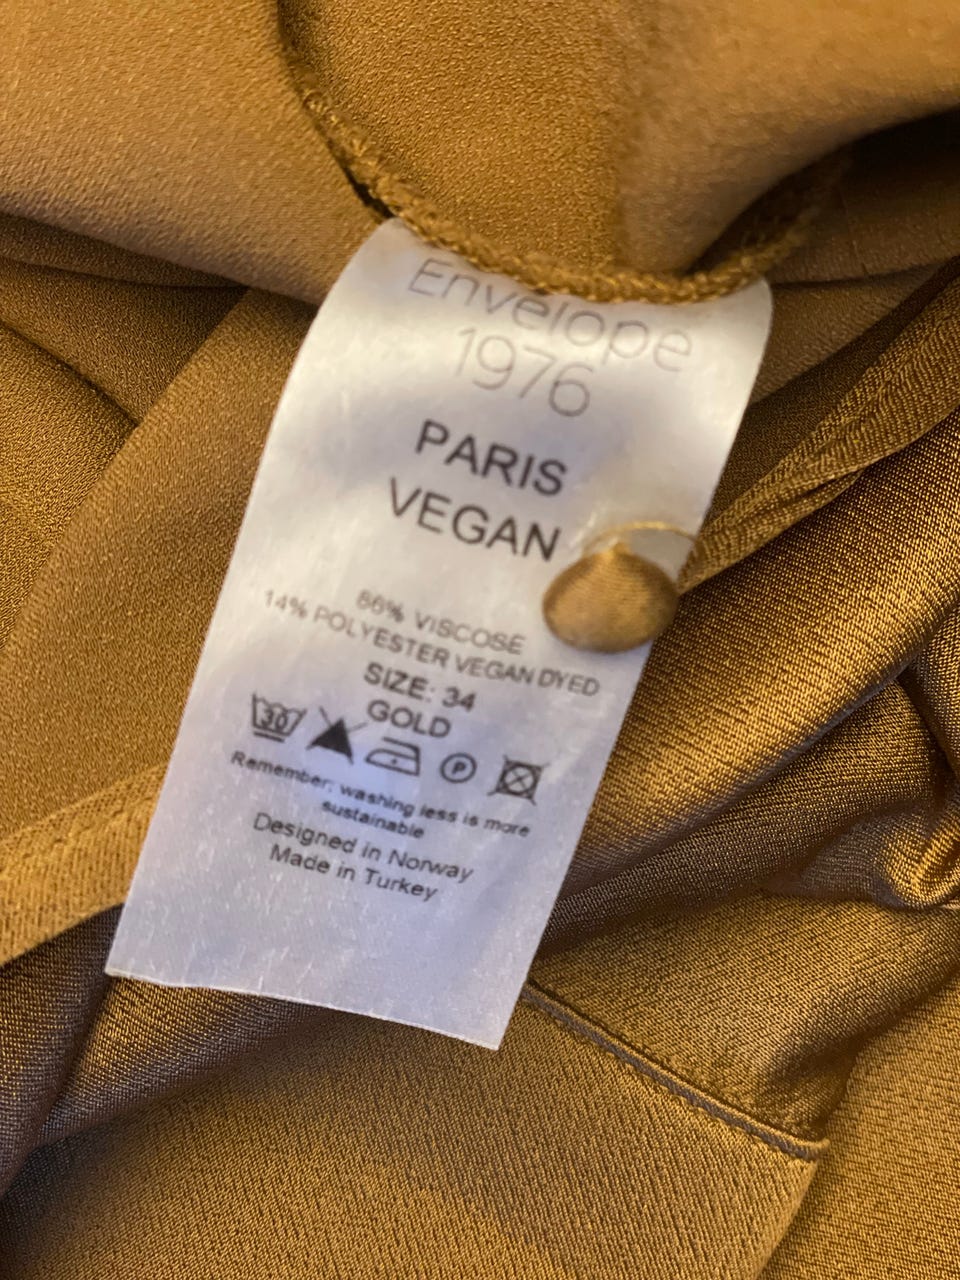 Envelope
1976
PARIS
VEGAN
86% VISCOSE
14% POLYESTER VEGAN DYED
SIZE: 34
GOLD
30
P
Remember: washing less is more
sustainable
Designed in Norway
Made in Turkey